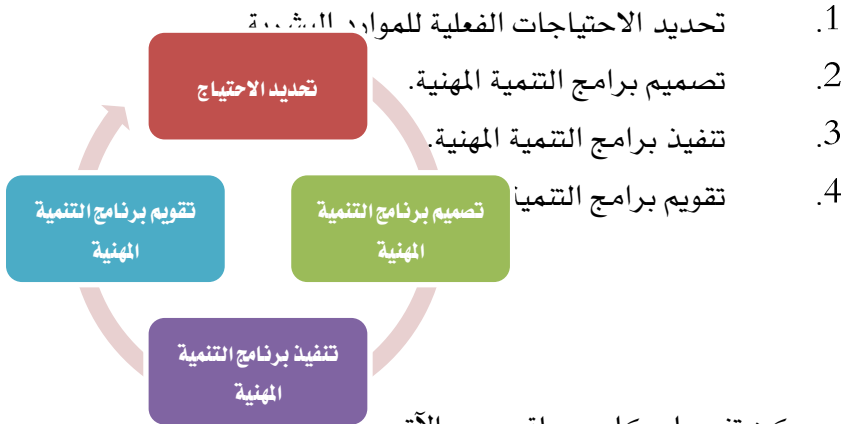 1. تحديد الاحتياجات الفعلية للموارد
2. تصميم برامج التنمية المهنية.
3. تنفيذ برامج التنمية المهنية.
4. تقويم برامج التنمية
تحديد الاحتياج
تصميم برنامج التنمية
المهنية
تنفيذ برنامج التنمية
المهنية
تقويم برنامج التنمية
المهنية